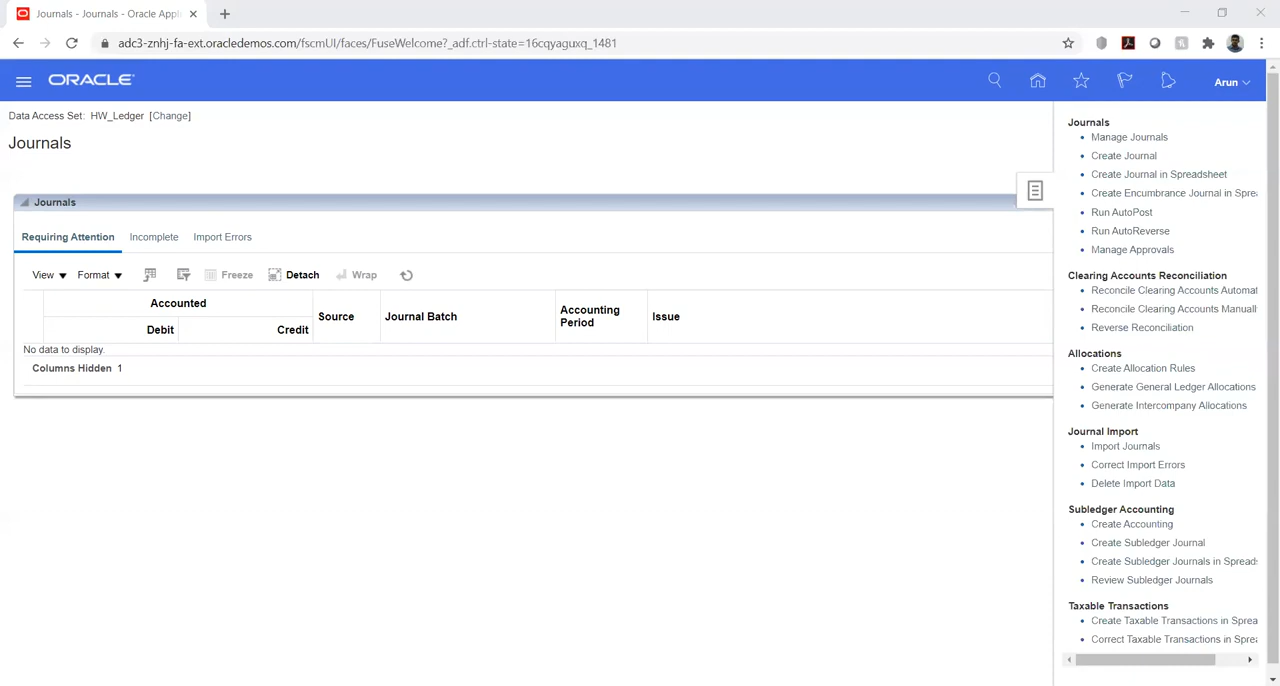 Journals - Journals - Oracle Appl
adc3-znhj-fa-ext.oracledemos.com/fscmUI/faces/FuseWelcome?_adf.ctrl-state=16cqyaguxq_1481
ORACLE
Arun
Data Access Set: HW_Ledger [Change]
Journals
Journals
Requiring Attention Incomplete Import Errors
View Format Freeze Detach Wrap
Accounted
Debit Credit Source Journal Batch Accounting Period Issue
No data to display.
Columns Hidden 1
Journals
Manage Journals
Create Journal
Create Journal in Spreadsheet
Create Encumbrance Journal in Spre
Run AutoPost
Run AutoReverse
Manage Approvals
Clearing Accounts Reconciliation
Reconcile Clearing Accounts Automat
Reconcile Clearing Accounts Manuall
Reverse Reconciliation
Allocations
Create Allocation Rules
Generate General Ledger Allocations
Generate Intercompany Allocations
Journal Import
Import Journals
Correct Import Errors
Delete Import Data
Subledger Accounting
Create Accounting
Create Subledger Journal
Create Subledger Journals in Spreads
Review Subledger Journals
Taxable Transactions
Create Taxable Transactions in Sprea
Correct Taxable Transactions in Sprea